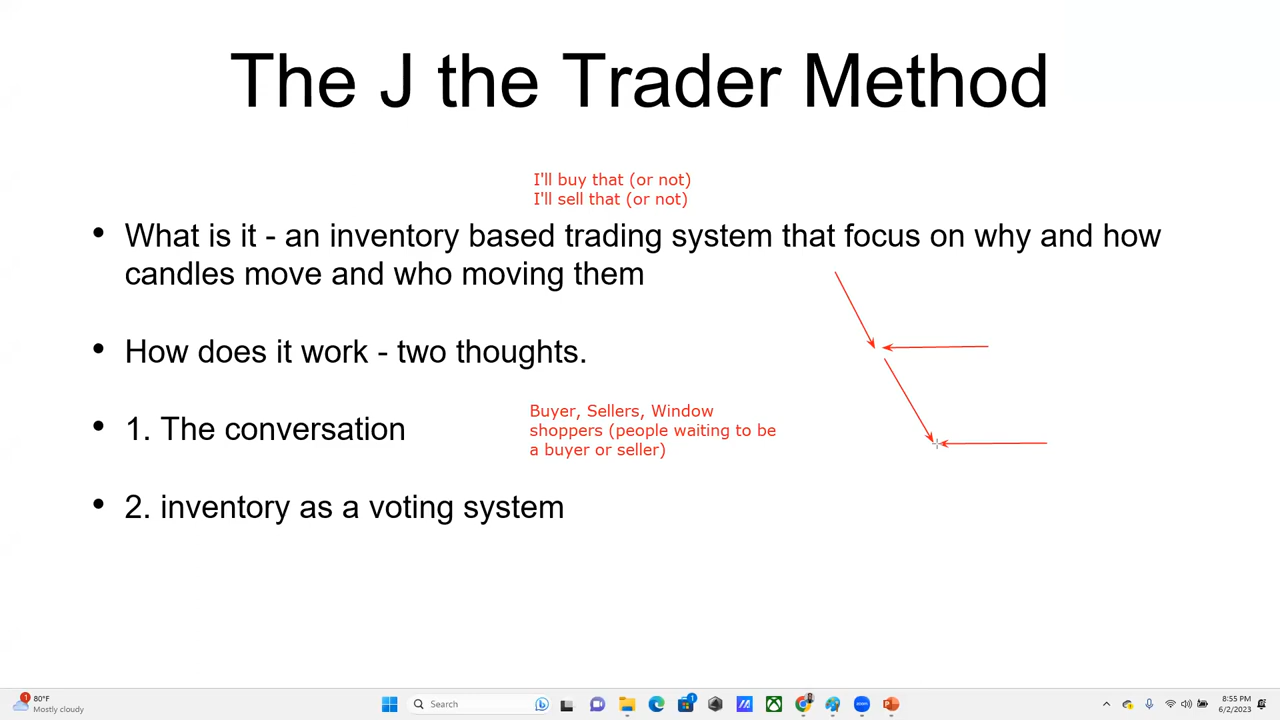 The J the Trader Method
I'll buy that (or not)
I'll sell that (or not)
• What is it - an inventory based trading system that focus on why and how
candles move and who moving them
• How does it work - two thoughts.
• 1. The conversation
Buyer, Sellers, Window
shoppers (people waiting to be
a buyer or seller)
• 2. inventory as a voting system
1
80°F
Mostly cloudy
Search
1
8:55 PM
6/2/2023